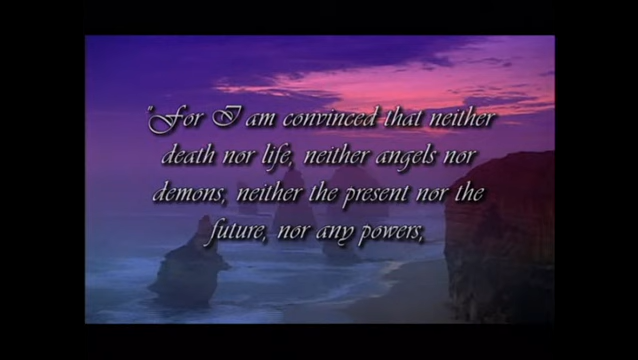 "For I am convinced that neither
death nor life, neither angels nor
demons, neither the present nor the
future, nor any powers,